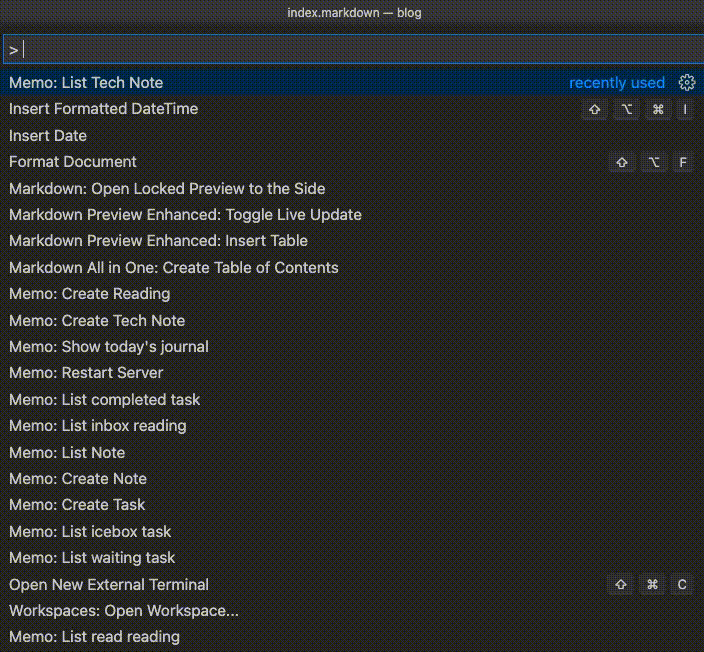 index.markdown — blog
>
Memo: List Tech Note recently used
Insert Formatted DateTime ⇧ ⌥ ⌘ I
Insert Date
Format Document ⇧ ⌥ F
Markdown: Open Locked Preview to the Side
Markdown Preview Enhanced: Toggle Live Update
Markdown Preview Enhanced: Insert Table
Markdown All in One: Create Table of Contents
Memo: Create Reading
Memo: Create Tech Note
Memo: Show today's journal
Memo: Restart Server
Memo: List completed task
Memo: List inbox reading
Memo: List Note
Memo: Create Note
Memo: Create Task
Memo: List icebox task
Memo: List waiting task
Open New External Terminal ⇧ ⌘ C
Workspaces: Open Workspace...
Memo: List read reading